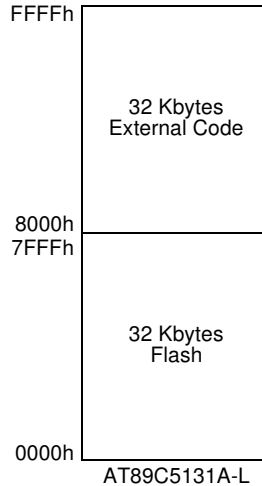 FFFFh
32 Kbytes
External Code
8000h
7FFFh
32 Kbytes
Flash
0000h
AT89C5131A-L